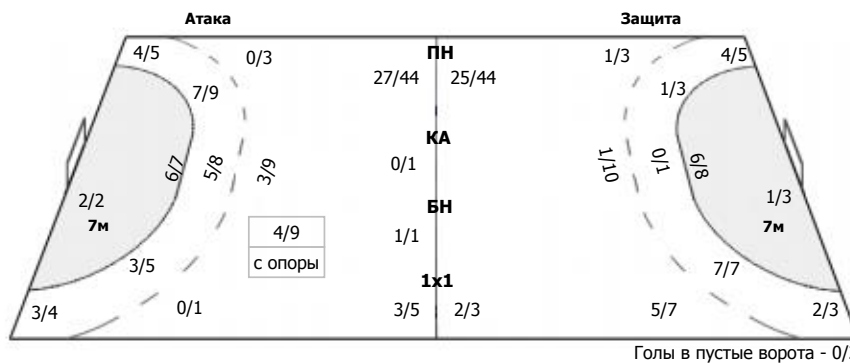 Атака Защита
4/5 0/3 ПН 1/3 4/5
27/44 25/44
7/9 1/3
КА
6/7 5/8 3/9 0/1 1/10 0/1 6/8
2/2 БН 1/3
7м 7м
4/9 1/1
3/5 с опоры 7/7
1х1
3/4 0/1 3/5 2/3 5/7 2/3
Голы в пустые ворота - 0/